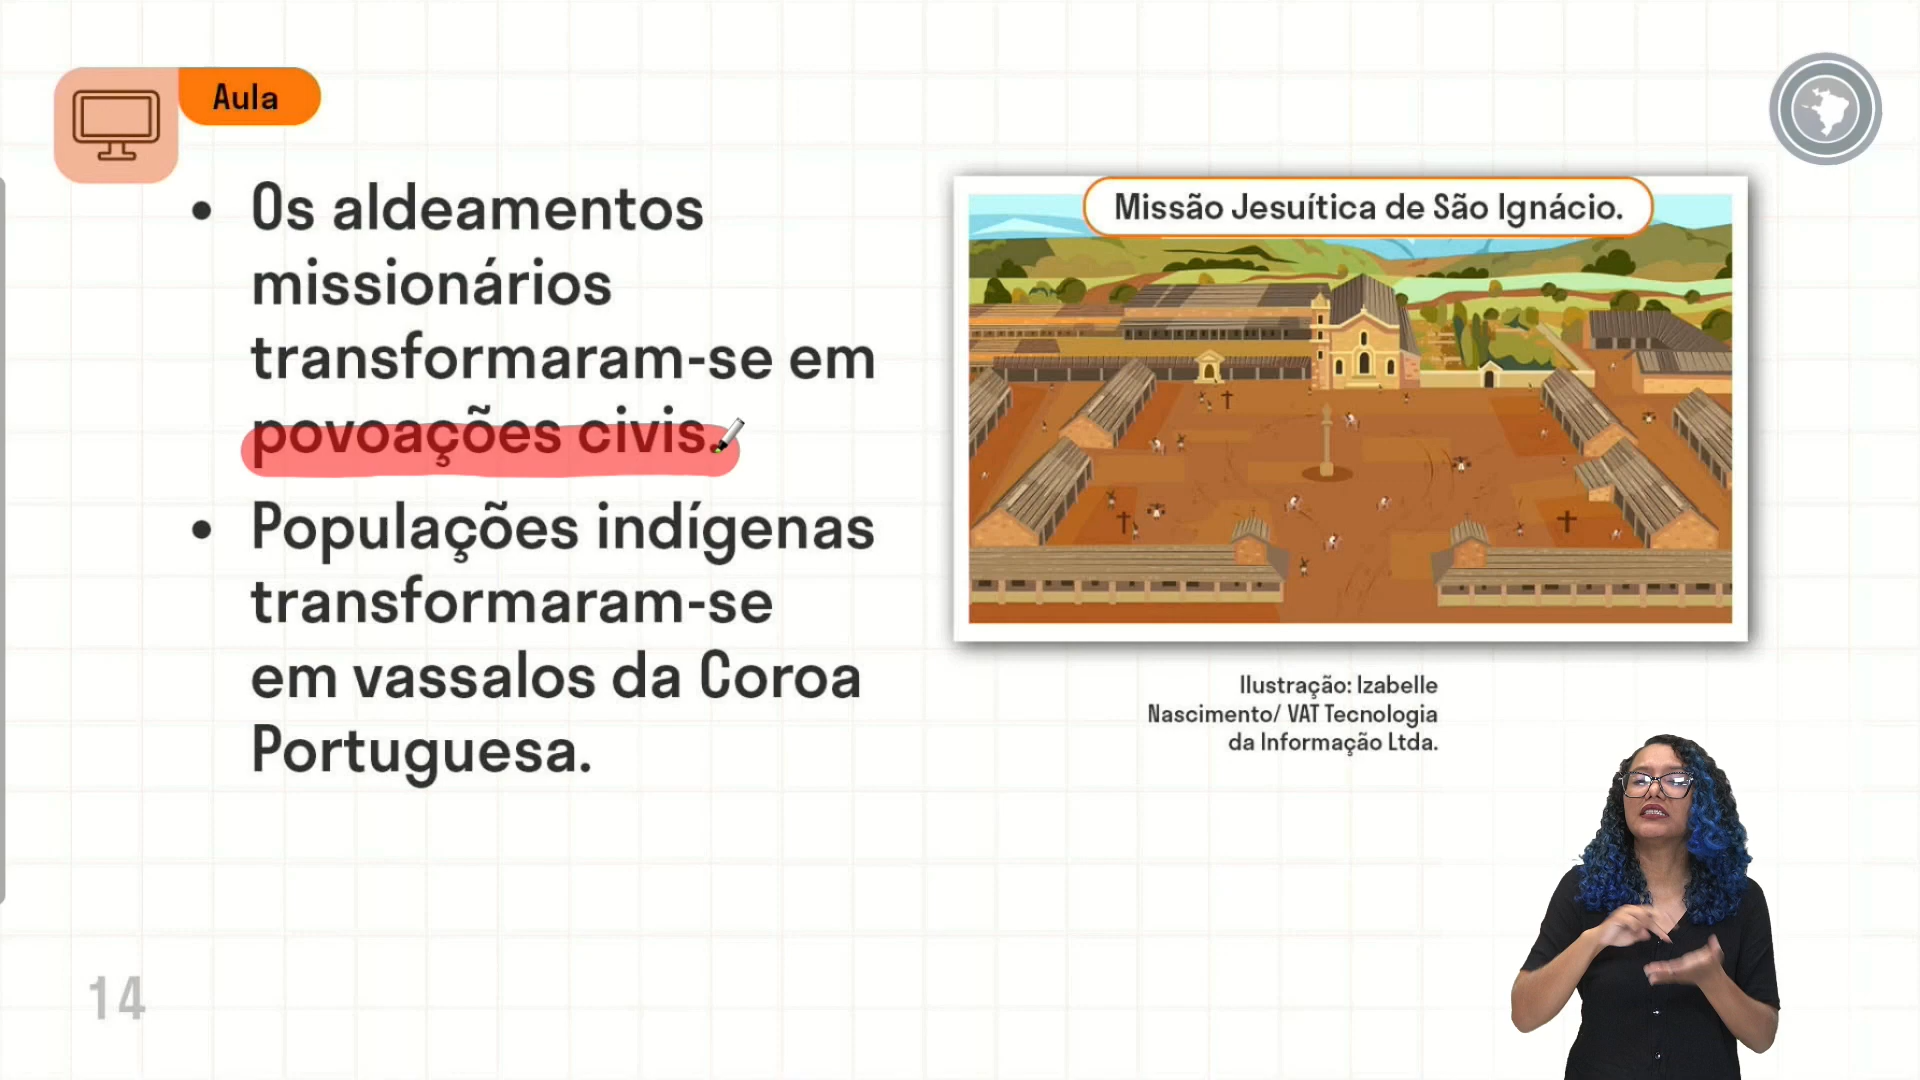 Aula
Os aldeamentos
missionários
transformaram-se em
povoações civis.
Populações indígenas
transformaram-se
em vassalos da Coroa
Portuguesa.
Missão Jesuítica de São Ignácio.
Ilustração: Izabelle
Nascimento/ VAT Tecnologia
da Informação Ltda.
14